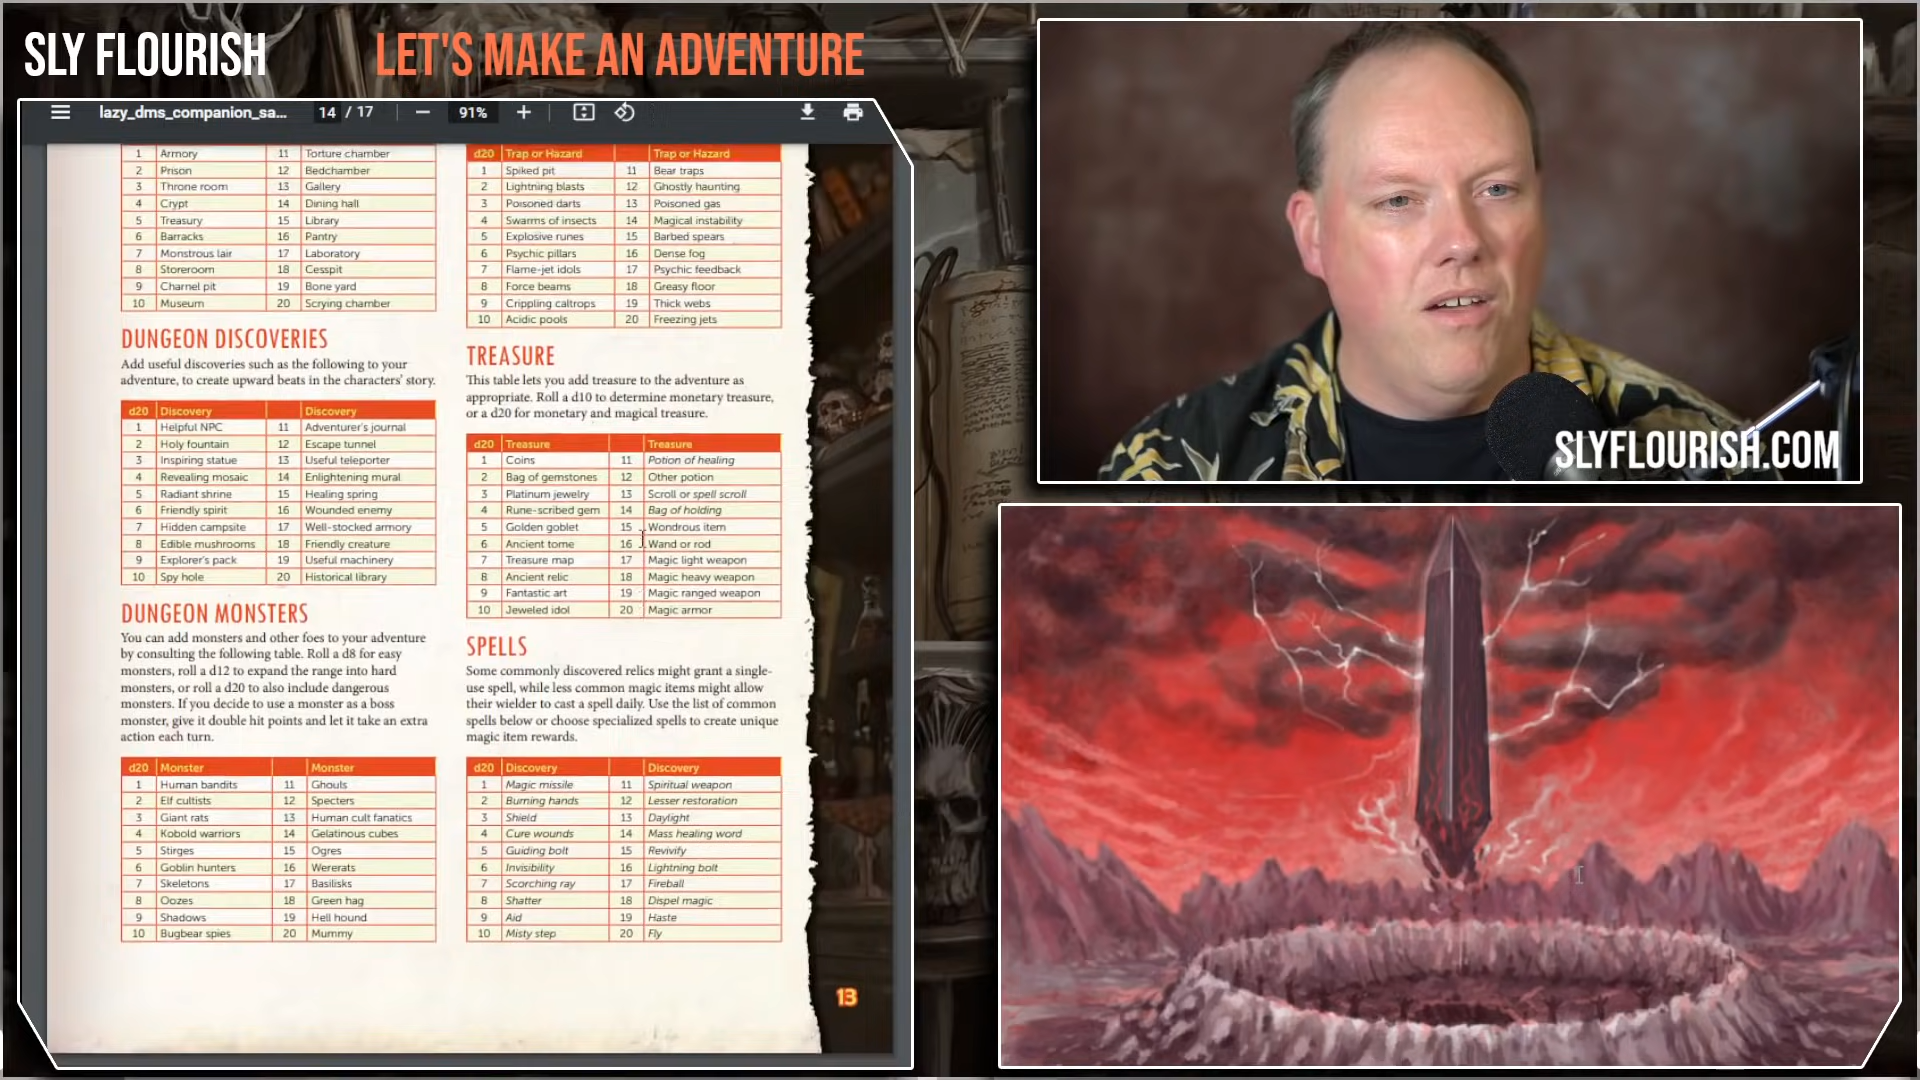 SLY FLOURISH
LET'S MAKE AN ADVENTURE
lazy_dms_companion_sa...
14 / 17
91%
1 Armory 11 Torture chamber
2 Prison 12 Bedchamber
3 Throne room 13 Gallery
4 Crypt 14 Dining hall
5 Treasury 15 Library
6 Barracks 16 Pantry
7 Monstrous lair 17 Laboratory
8 Storeroom 18 Cesspit
9 Charnel pit 19 Bone yard
10 Museum 20 Scrying chamber
DUNGEON DISCOVERIES
Add useful discoveries such as the following to your
adventure, to create upward beats in the characters' story.
d20 Discovery Discovery
1 Helpful NPC 11 Adventurer's journal
2 Holy fountain 12 Escape tunnel
3 Inspiring statue 13 Useful teleporter
4 Revealing mosaic 14 Enlightening mural
5 Radiant shrine 15 Healing spring
6 Friendly spirit 16 Wounded enemy
7 Hidden campsite 17 Well-stocked armory
8 Edible mushrooms 18 Friendly creature
9 Explorer's pack 19 Useful machinery
10 Spy hole 20 Historical library
DUNGEON MONSTERS
You can add monsters and other foes to your adventure
by consulting the following table. Roll a d8 for easy
monsters, roll a d12 to expand the range into hard
monsters, or roll a d20 to also include dangerous
monsters. If you decide to use a monster as a boss
monster, give it double hit points and let it take an extra
action each turn.
d20 Monster Monster
1 Human bandits 11 Ghouls
2 Elf cultists 12 Specters
3 Giant rats 13 Human cult fanatics
4 Kobold warriors 14 Gelatinous cubes
5 Stirges 15 Ogres
6 Goblin hunters 16 Wererats
7 Skeletons 17 Basilisks
8 Oozes 18 Green hag
9 Shadows 19 Hell hound
10 Bugbear spies 20 Mummy
d20 Trap or Hazard Trap or Hazard
1 Spiked pit 11 Bear traps
2 Lightning blasts 12 Ghostly haunting
3 Poisoned darts 13 Poisoned gas
4 Swarms of insects 14 Magical instability
5 Explosive runes 15 Barbed spears
6 Psychic pillars 16 Dense fog
7 Flame-jet idols 17 Psychic feedback
8 Force beams 18 Greasy floor
9 Crippling caltrops 19 Thick webs
10 Acidic pools 20 Freezing jets
TREASURE
This table lets you add treasure to the adventure as
appropriate. Roll a d10 to determine monetary treasure,
or a d20 for monetary and magical treasure.
d20 Treasure Treasure
1 Coins 11 Potion of healing
2 Bag of gemstones 12 Other potion
3 Platinum jewelry 13 Scroll or spell scroll
4 Rune-scribed gem 14 Bag of holding
5 Golden goblet 15 Wondrous item
6 Ancient tome 16 Wand or rod
7 Treasure map 17 Magic light weapon
8 Ancient relic 18 Magic heavy weapon
9 Fantastic art 19 Magic ranged weapon
10 Jeweled idol 20 Magic armor
SPELLS
Some commonly discovered relics might grant a single-
use spell, while less common magic items might allow
their wielder to cast a spell daily. Use the list of common
spells below or choose specialized spells to create unique
magic item rewards.
d20 Discovery Discovery
1 Magic missile 11 Spiritual weapon
2 Burning hands 12 Lesser restoration
3 Shield 13 Daylight
4 Cure wounds 14 Mass healing word
5 Guiding bolt 15 Revivify
6 Invisibility 16 Lightning bolt
7 Scorching ray 17 Fireball
8 Shatter 18 Dispel magic
9 Aid 19 Haste
10 Misty step 20 Fly
13
SLYFLOURISH.COM